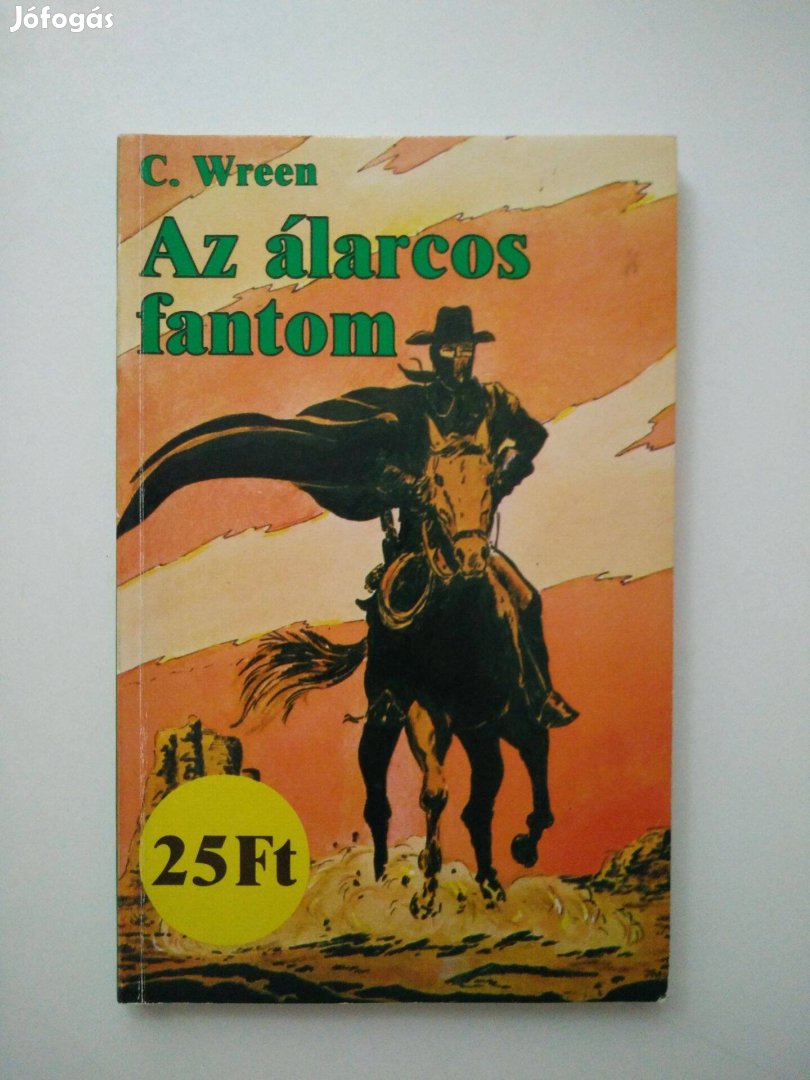 Jófogás
C. Wreen
Az álarcos
fantom
25Ft